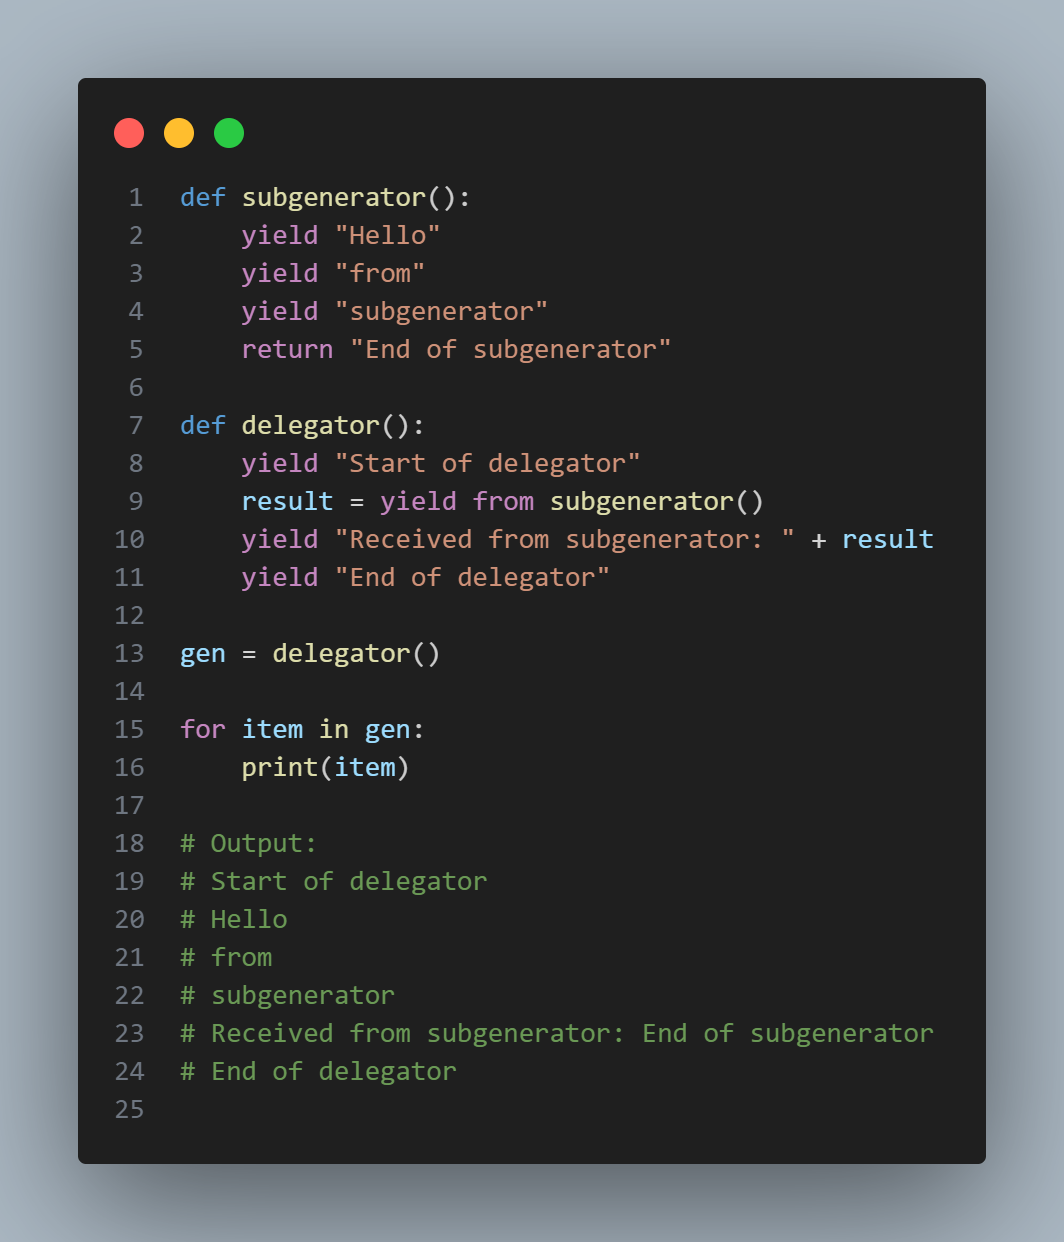 1 def subgenerator():
2     yield "Hello"
3     yield "from"
4     yield "subgenerator"
5     return "End of subgenerator"
6
7 def delegator():
8     yield "Start of delegator"
9     result = yield from subgenerator()
10     yield "Received from subgenerator: " + result
11     yield "End of delegator"
12
13 gen = delegator()
14
15 for item in gen:
16     print(item)
17
18 # Output:
19 # Start of delegator
20 # Hello
21 # from
22 # subgenerator
23 # Received from subgenerator: End of subgenerator
24 # End of delegator
25